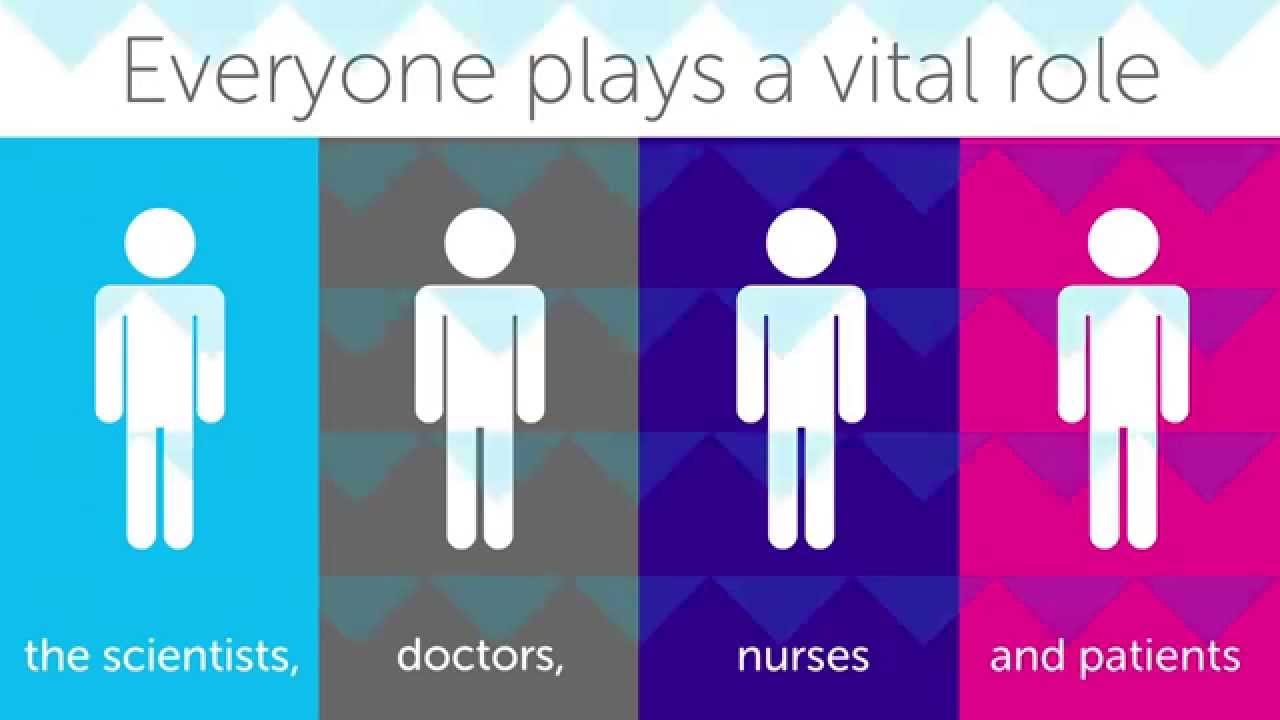 Everyone plays a vital role
the scientists,
doctors,
nurses
and patients